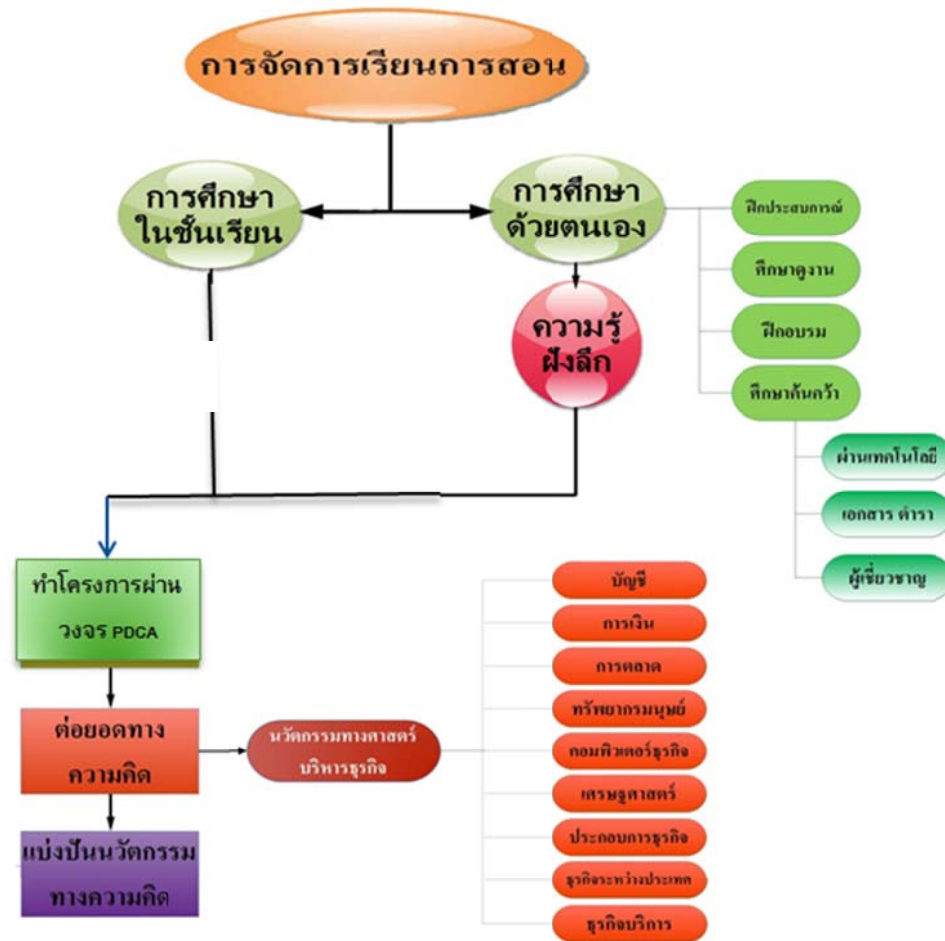 การจัดการเรียนการสอน
การศึกษา
ในชั้นเรียน
การศึกษา
ด้วยตนเอง
ฝึกประสบการณ์
ศึกษาดูงาน
ฝึกอบรม
ศึกษาค้นคว้า
ความรู้
ฝังลึก
ผ่านเทคโนโลยี
เอกสาร ตำรา
ผู้เชี่ยวชาญ
ทำโครงการผ่าน
วงจร PDCA
ต่อยอดทาง
ความคิด
แบ่งปันนวัตกรรม
ทางความคิด
นวัตกรรมทางศาสตร์
บริหารธุรกิจ
บัญชี
การเงิน
การตลาด
ทรัพยากรมนุษย์
คอมพิวเตอร์ธุรกิจ
เศรษฐศาสตร์
ประกอบการธุรกิจ
ธุรกิจระหว่างประเทศ
ธุรกิจบริการ